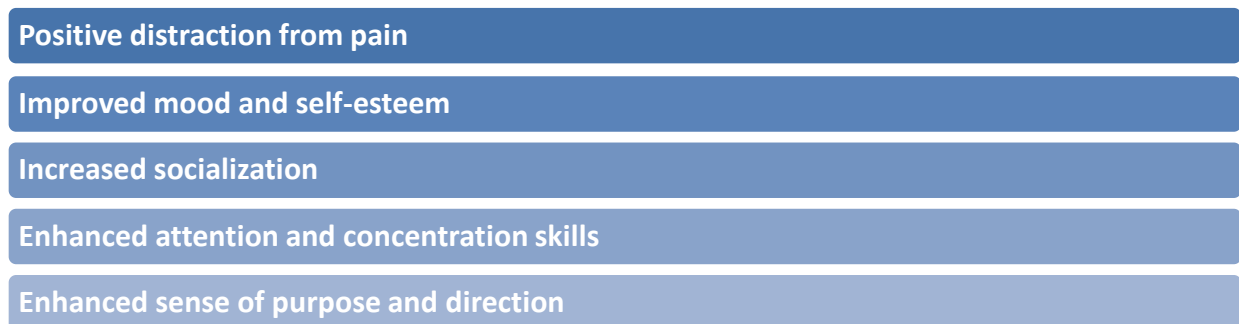 Positive distraction from pain
Improved mood and self-esteem
Increased socialization
Enhanced attention and concentration skills
Enhanced sense of purpose and direction